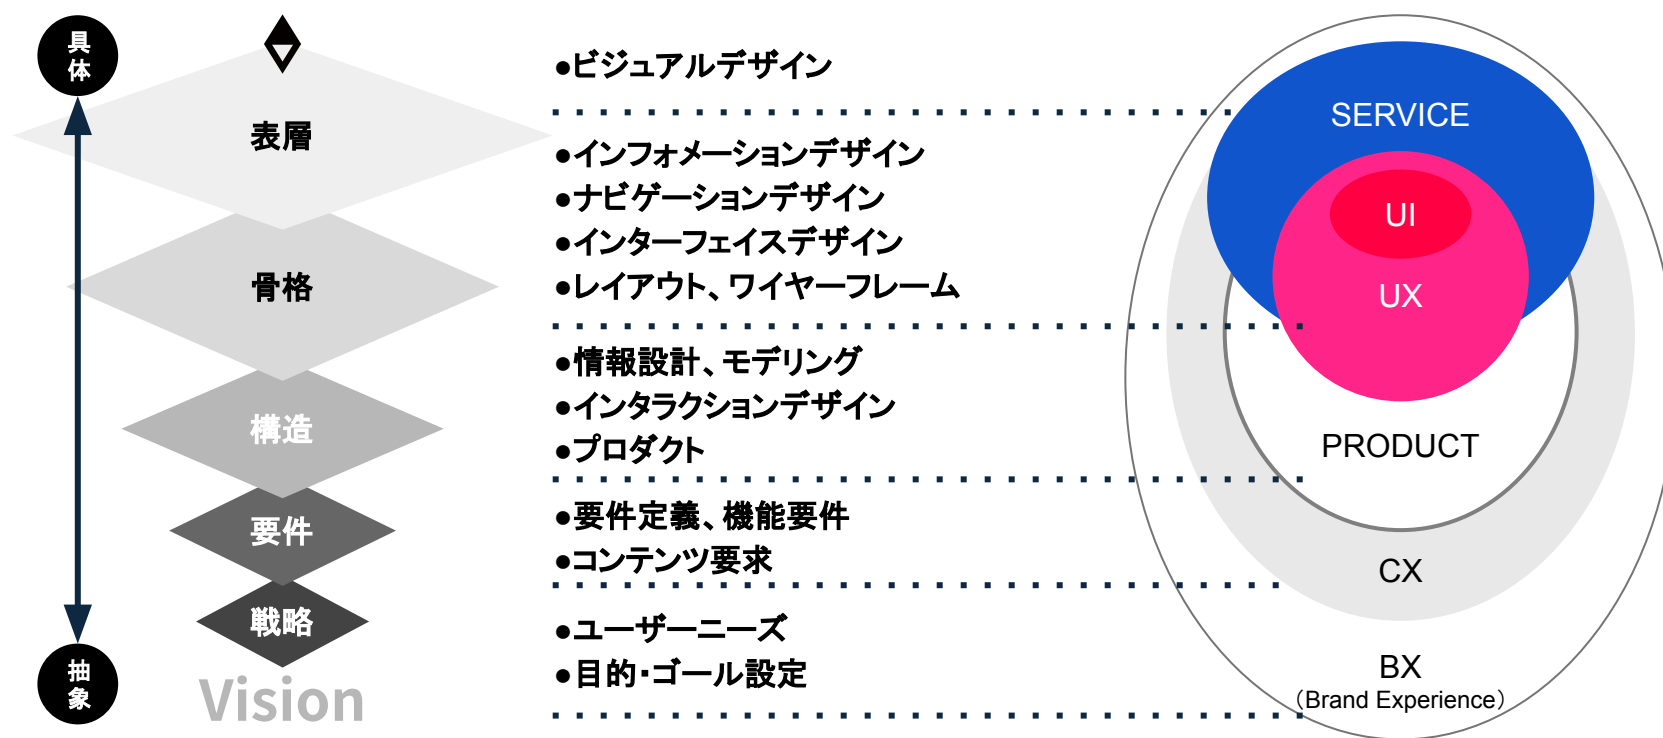 具体
表層
骨格
構造
要件
戦略
Vision
抽象
●ビジュアルデザイン
●インフォメーションデザイン
●ナビゲーションデザイン
●インターフェイスデザイン
●レイアウト、ワイヤーフレーム
●情報設計、モデリング
●インタラクションデザイン
●プロダクト
●要件定義、機能要件
●コンテンツ要求
●ユーザーニーズ
●目的・ゴール設定
SERVICE
UI
UX
PRODUCT
CX
BX
（Brand Experience）